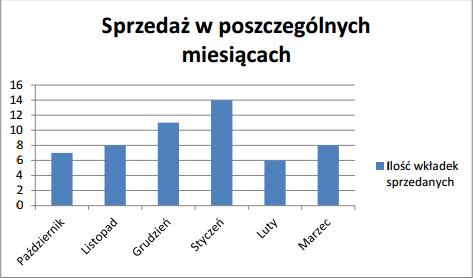 Sprzedaż w poszczególnych
miesiącach
16
14
12
10
8
6
4
2
0
Październik
Listopad
Grudzień
Styczeń
Luty
Marzec
Ilość wkładek
sprzedanych